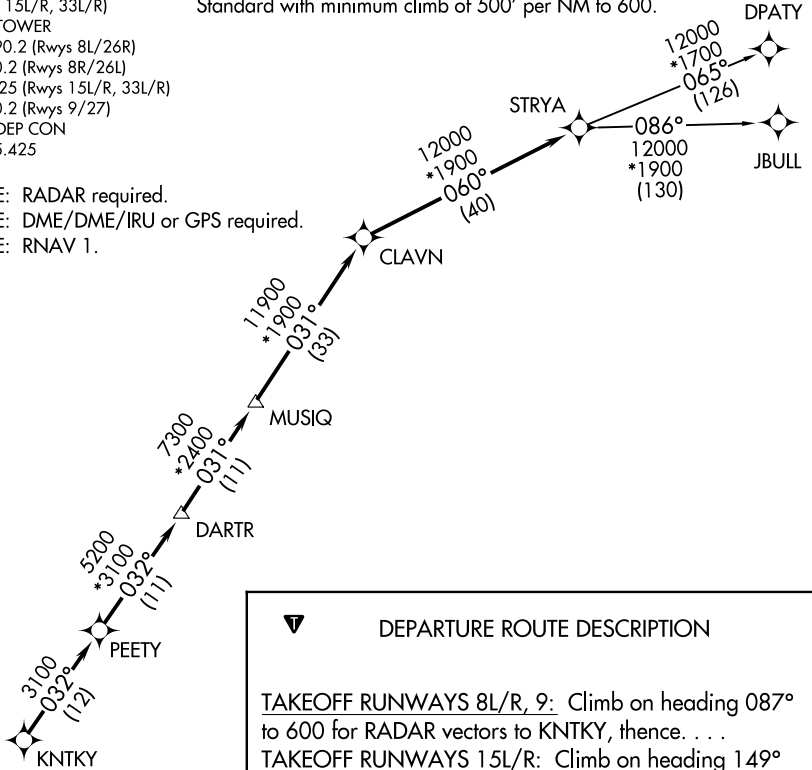 15L/R, 33L/R)
TOWER
90.2 (Rwys 8L/26R)
0.2 (Rwys 8R/26L)
25 (Rwys 15L/R, 33L/R)
0.2 (Rwys 9/27)
DEP CON
5.425
Standard with minimum climb of 500' per NM to 600.
E: RADAR required.
E: DME/DME/IRU or GPS required.
E: RNAV 1.
DPATY
12000
*1700
065°
(126)
STRYA
086°
12000
*1900
(130)
JBULL
12000
*1900
060°
(40)
CLAVN
11900
*1900
031°
(33)
MUSIQ
7300
*2400
031°
(11)
DARTR
5200
*3100
032°
(11)
PEETY
3100
032°
(12)
KNTKY
T
DEPARTURE ROUTE DESCRIPTION
TAKEOFF RUNWAYS 8L/R, 9: Climb on heading 087°
to 600 for RADAR vectors to KNTKY, thence. . . .
TAKEOFF RUNWAYS 15L/R: Climb on heading 149°